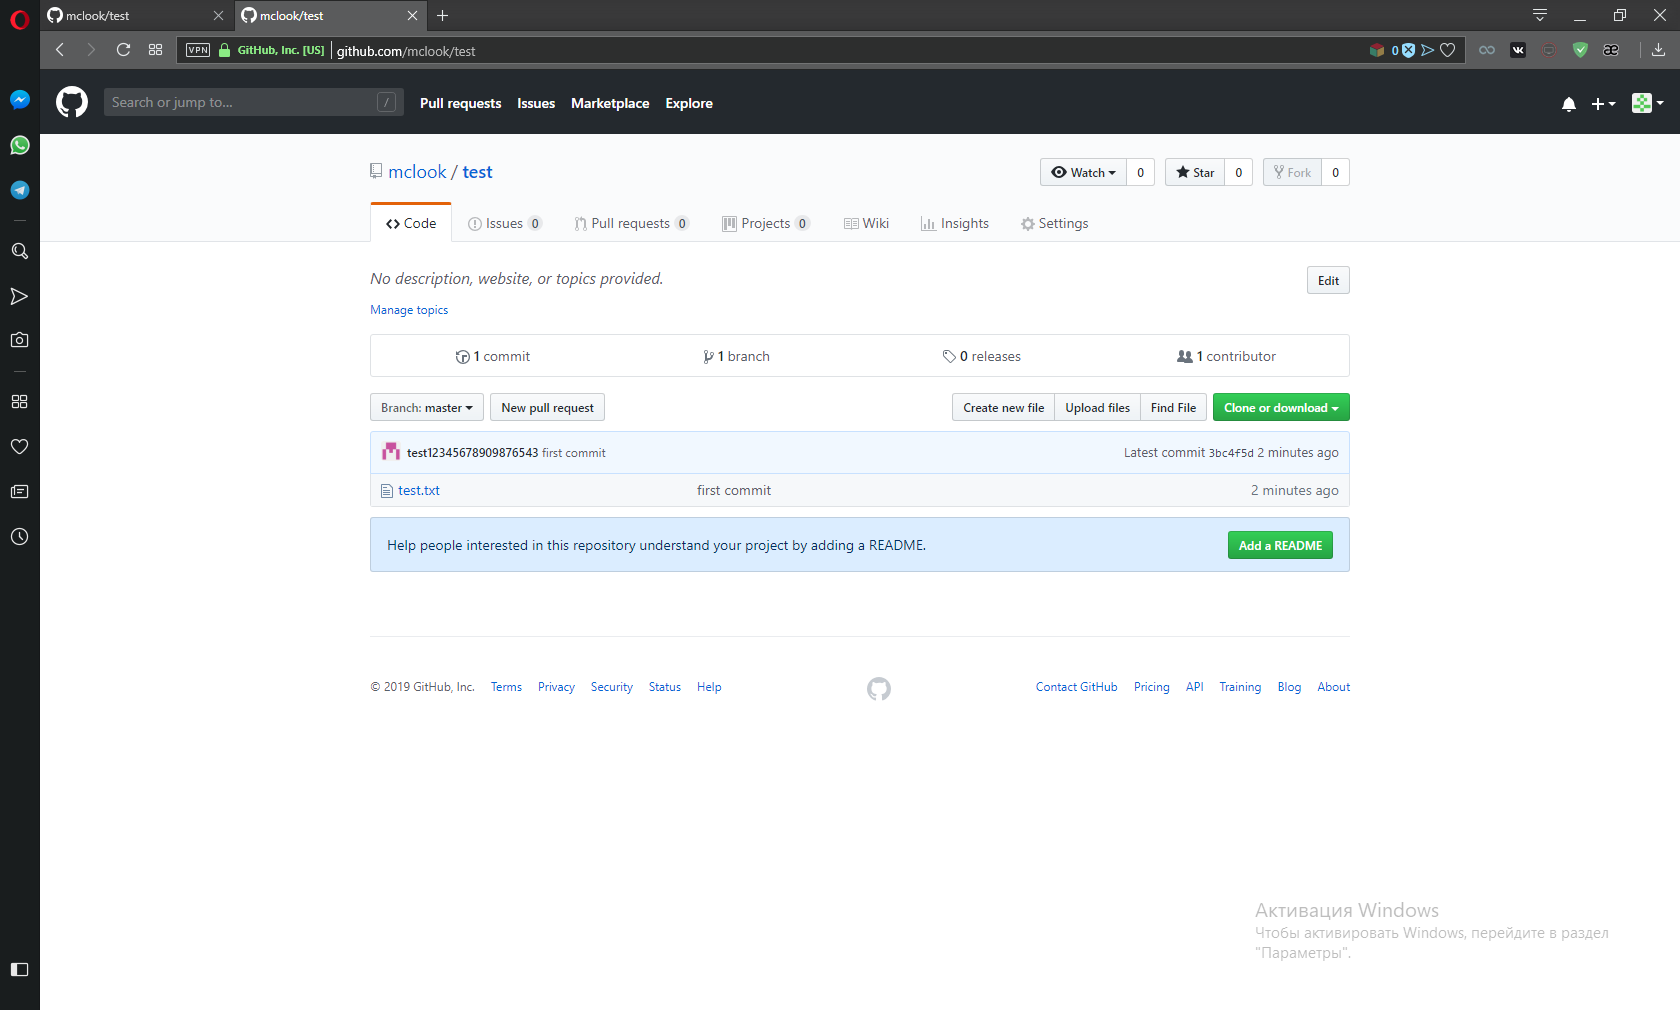 mclook/test
mclook/test
VPN GitHub, Inc. [US] github.com/mclook/test 0
Search or jump to... /
Pull requests Issues Marketplace Explore
mclook / test
Watch 0 Star 0 Fork 0
Code Issues 0 Pull requests 0 Projects 0 Wiki Insights Settings
No description, website, or topics provided.
Edit
Manage topics
1 commit 1 branch 0 releases 1 contributor
Branch: master New pull request Create new file Upload files Find File Clone or download
test12345678909876543 first commit Latest commit 3bc4f5d 2 minutes ago
test.txt first commit 2 minutes ago
Help people interested in this repository understand your project by adding a README. Add a README
© 2019 GitHub, Inc. Terms Privacy Security Status Help Contact GitHub Pricing API Training Blog About
Активация Windows
Чтобы активировать Windows, перейдите в раздел
"Параметры".